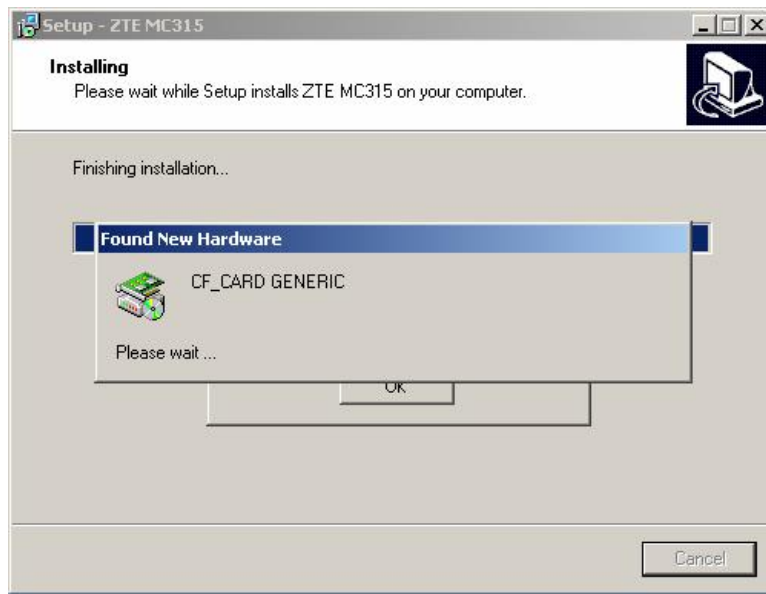 Setup - ZTE MC315
Installing
Please wait while Setup installs ZTE MC315 on your computer.
Finishing installation...
Found New Hardware
CF_CARD GENERIC
Please wait ...
OK
Cancel